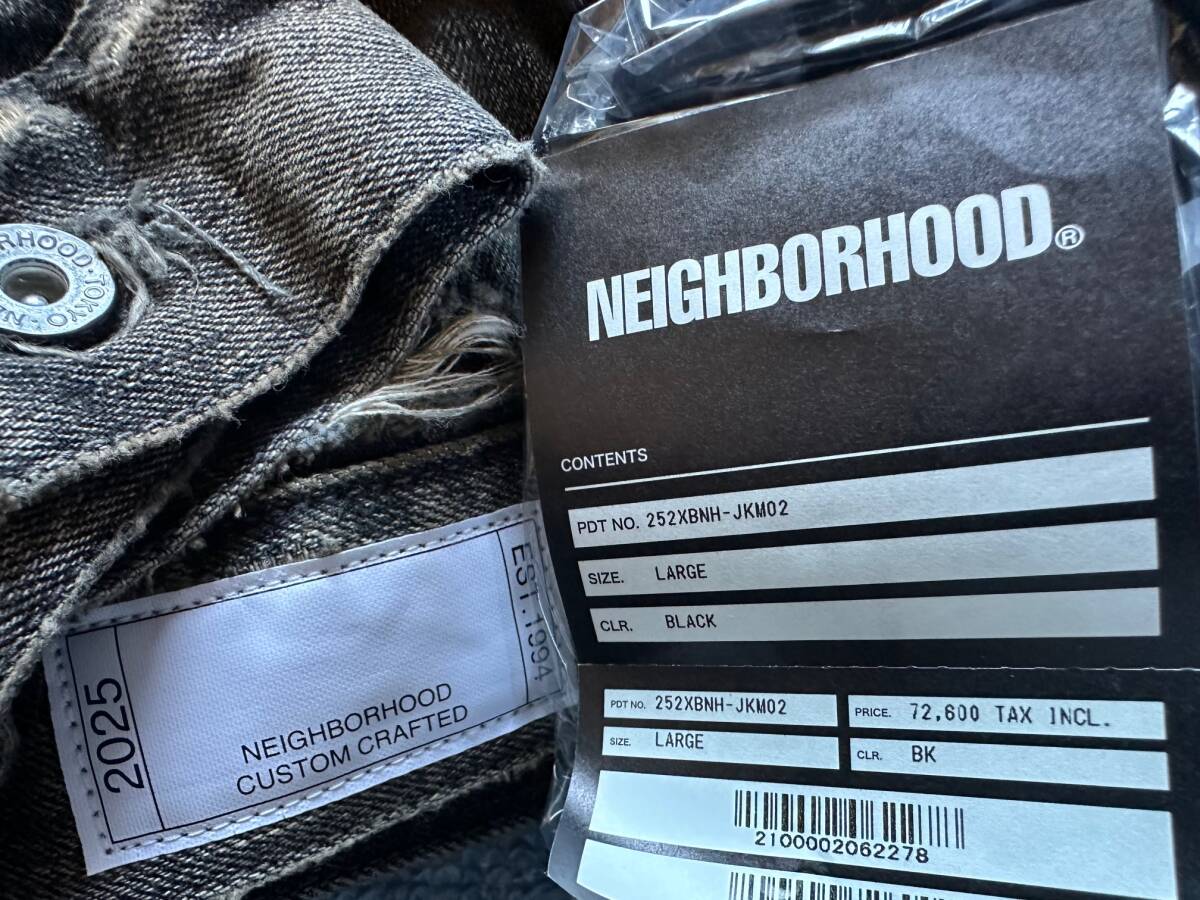 RHOOD · TOKYO · N
2025
NEIGHBORHOOD
CUSTOM CRAFTED
EST.1994
NEIGHBORHOOD®
CONTENTS
PDT NO. 252XBNH-JKM02
SIZE. LARGE
CLR. BLACK
PDT NO. 252XBNH-JKM02
PRICE. 72,600 TAX INCL.
SIZE. LARGE
CLR. BK
2100002062278